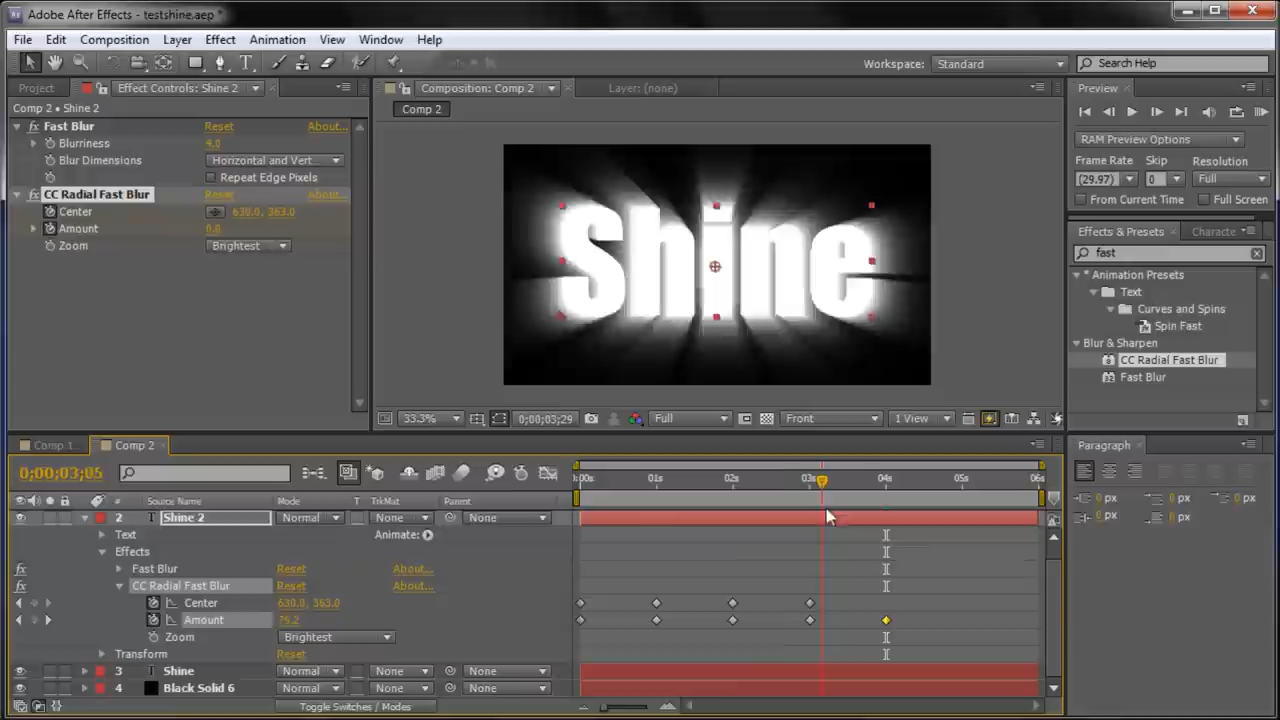 Adobe After Effects - testshine.aep *
File Edit Composition Layer Effect Animation View Window Help
Workspace: Standard Search Help
Project Effect Controls: Shine 2
Comp 2 • Shine 2
fx Fast Blur Reset About...
Blurriness 4.0
Blur Dimensions Horizontal and Vert...
Repeat Edge Pixels
fx CC Radial Fast Blur Reset About...
Center 630.0, 363.0
Amount 0.0
Zoom Brightest
Composition: Comp 2 Layer: (none)
Comp 2
Shine
33.3% 0;00;03;29 Full Front 1 View
Preview
RAM Preview Options
Frame Rate Skip Resolution
(29.97) 0 Full
From Current Time Full Screen
Effects & Presets Characte
fast
* Animation Presets
Text
Curves and Spins
Spin Fast
Blur & Sharpen
CC Radial Fast Blur
Fast Blur
Comp 1 Comp 2
0;00;03;05
# Source Name Mode T TrkMat Parent
0:00s 01s 02s 03s 04s 05s 06s
2 T Shine 2 Normal None None
Text Animate:
Effects
fx Fast Blur Reset About...
fx CC Radial Fast Blur Reset About...
Center 630.0, 363.0
Amount 75.2
Zoom Brightest
Transform Reset
3 T Shine Normal None None
4 Black Solid 6 Normal None None
Toggle Switches / Modes
Paragraph
0 px 0 px 0 px
0 px 0 px